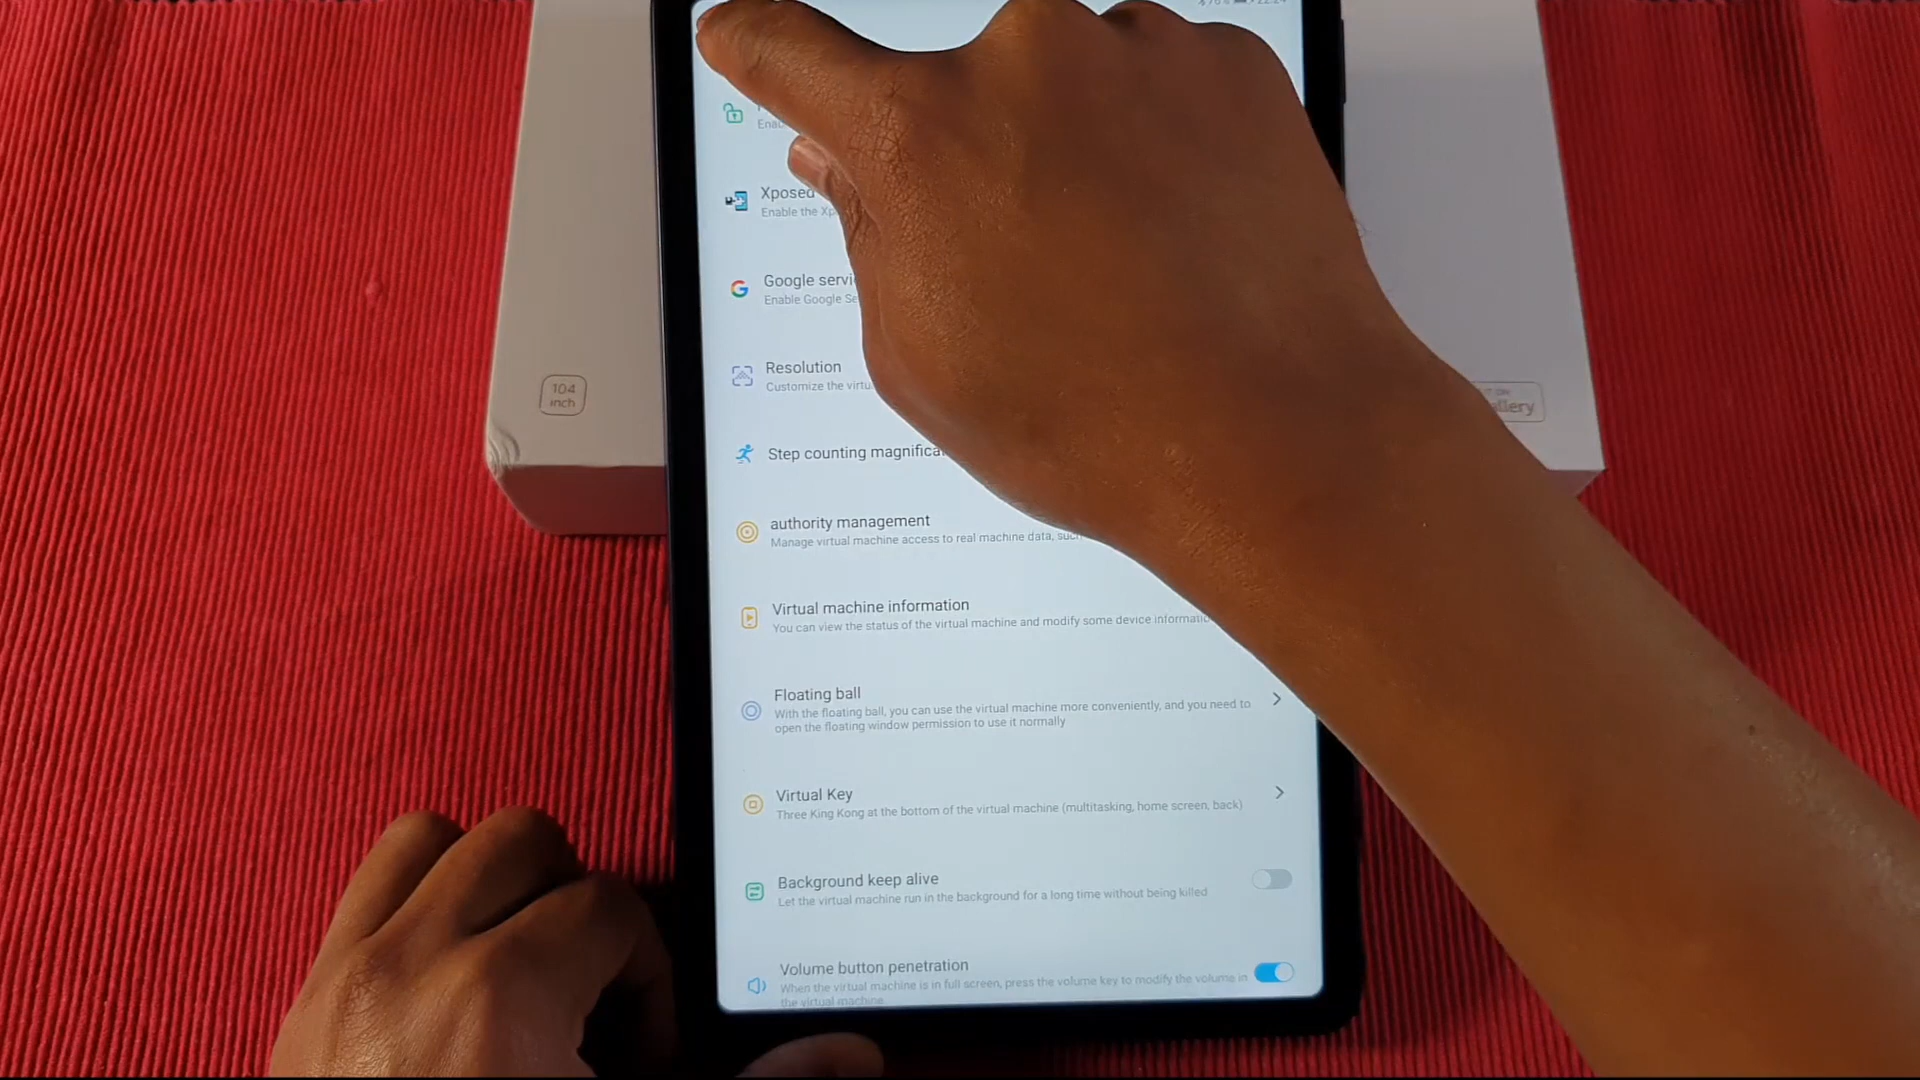 Enab
Xposed
Enable the Xp
Google servi
Enable Google Se
Resolution
Customize the virtu
Step counting magnifica
authority management
Manage virtual machine access to real machine data, suc
Virtual machine information
You can view the status of the virtual machine and modify some device informatio
Floating ball
With the floating ball, you can use the virtual machine more conveniently, and you need to
open the floating window permission to use it normally
Virtual Key
Three King Kong at the bottom of the virtual machine (multitasking, home screen, back)
Background keep alive
Let the virtual machine run in the background for a long time without being killed
Volume button penetration
When the virtual machine is in full screen, press the volume key to modify the volume in
the virtual machine
10.4
inch
allery